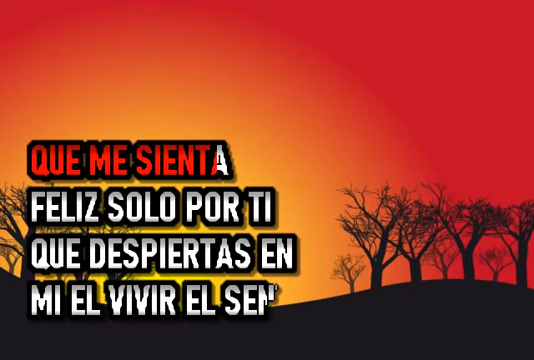 QUE ME SIENTA
FELIZ SOLO POR TI
QUE DESPIERTAS EN
MI EL VIVIR EL SEN